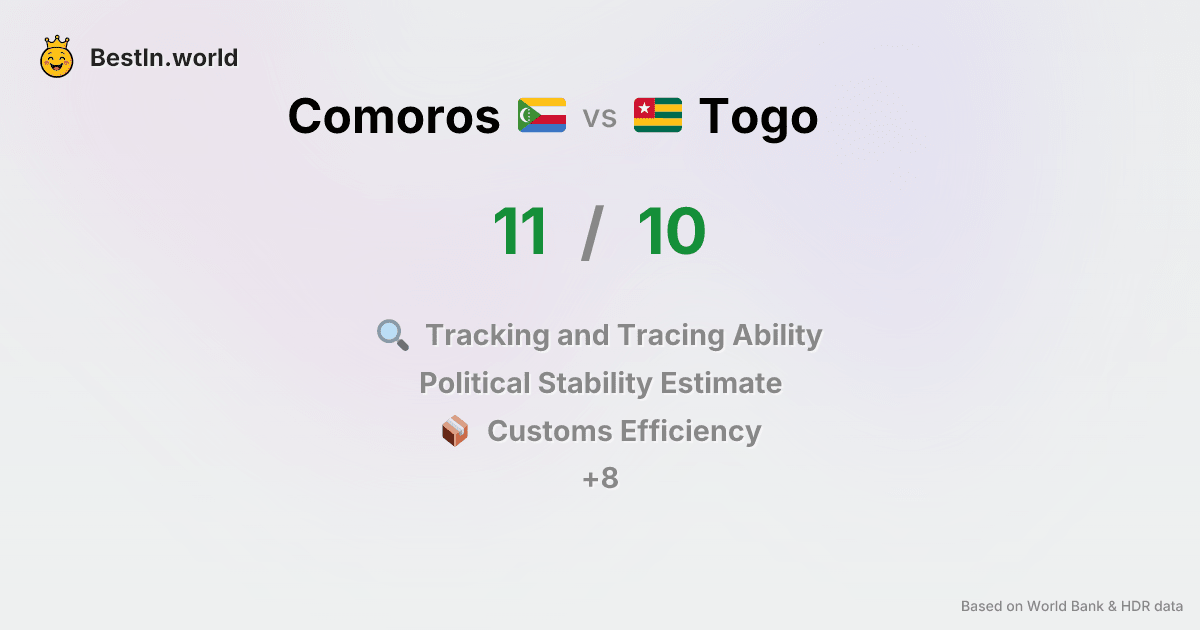 BestIn.world
Comoros vs Togo
11 / 10
Tracking and Tracing Ability
Political Stability Estimate
Customs Efficiency
+8
Based on World Bank & HDR data